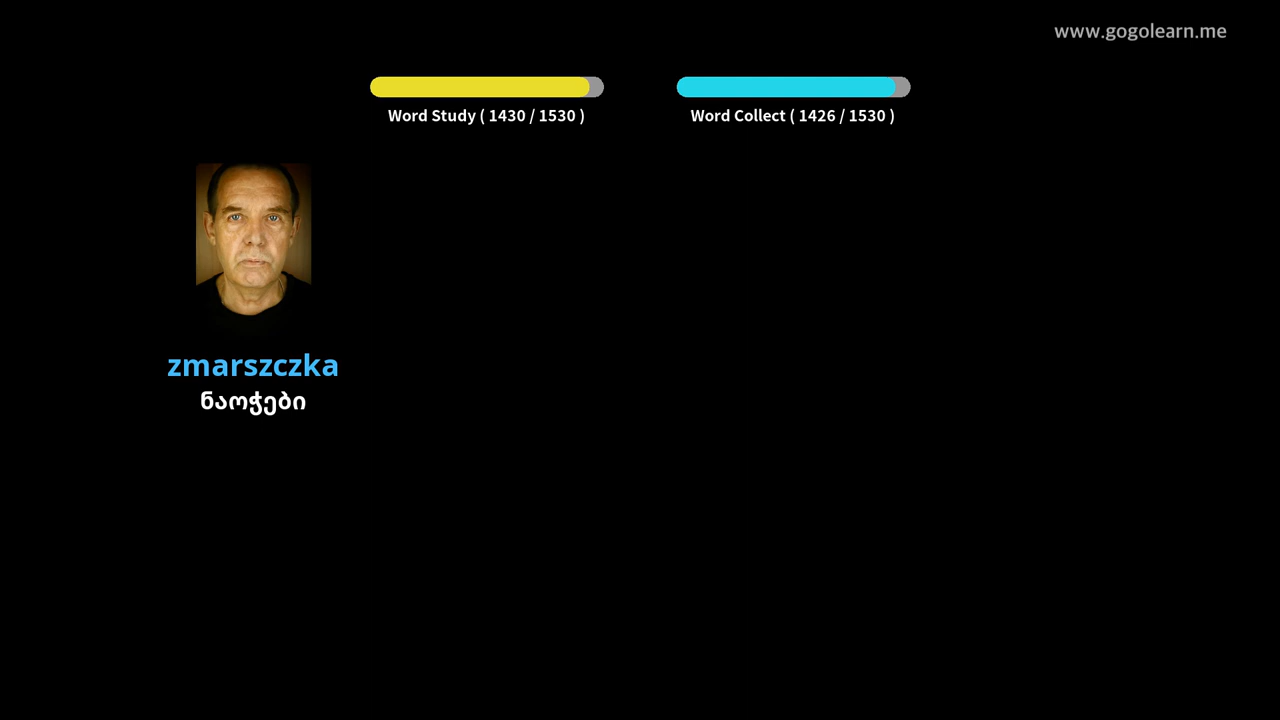 www.gogolearn.me
Word Study ( 1430 / 1530 )
Word Collect ( 1426 / 1530 )
zmarszczka
ნაოჭები